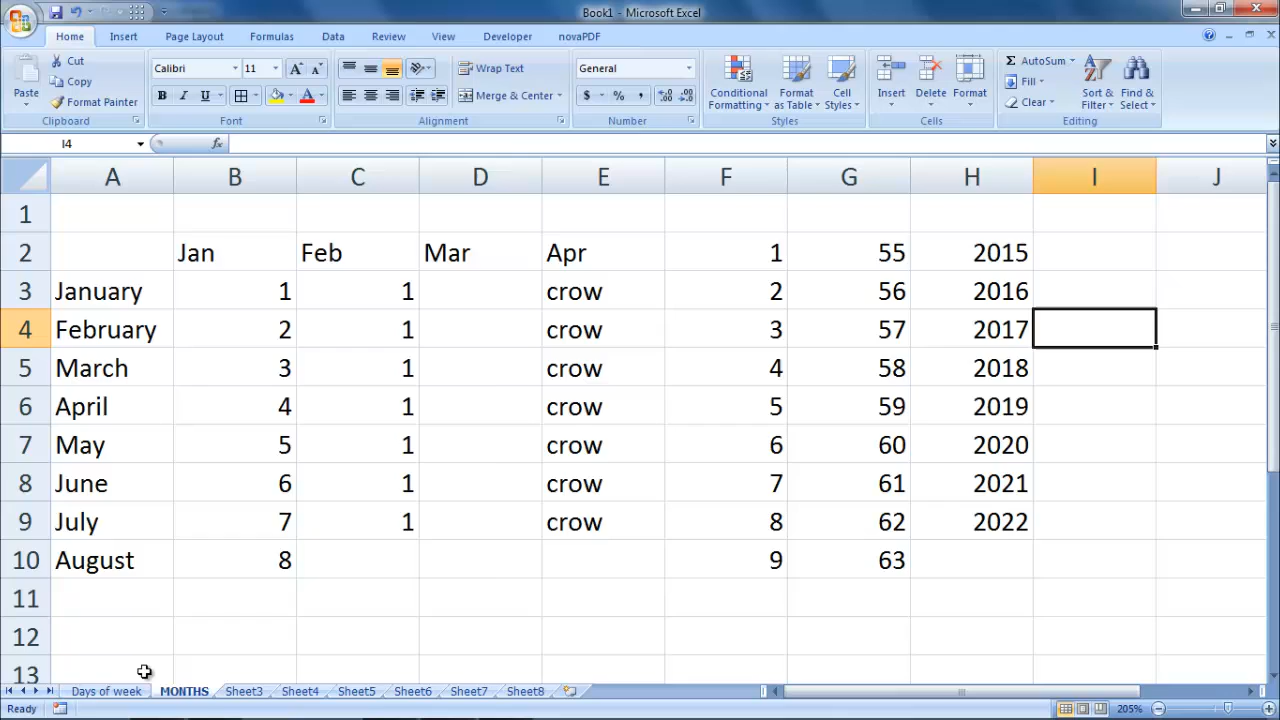 Book1 - Microsoft Excel
Home Insert Page Layout Formulas Data Review View Developer novaPDF
Paste
Cut
Copy
Format Painter
Clipboard
Calibri 11
B I U
Font
Wrap Text
Merge & Center
Alignment
General
$ % ,
Number
Conditional Formatting
Format as Table
Cell Styles
Styles
Insert Delete Format
Cells
AutoSum
Fill
Clear
Sort & Filter
Find & Select
Editing
I4 fx
A B C D E F G H I J
1
2 Jan Feb Mar Apr 1 55 2015
3 January 1 1 crow 2 56 2016
4 February 2 1 crow 3 57 2017
5 March 3 1 crow 4 58 2018
6 April 4 1 crow 5 59 2019
7 May 5 1 crow 6 60 2020
8 June 6 1 crow 7 61 2021
9 July 7 1 crow 8 62 2022
10 August 8 9 63
11
12
13
Days of week MONTHS Sheet3 Sheet4 Sheet5 Sheet6 Sheet7 Sheet8
Ready 205%